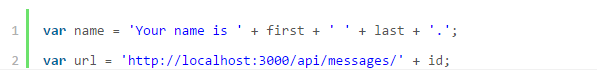 1 var name = 'Your name is ' + first + ' ' + last + '.';
2 var url = 'http://localhost:3000/api/messages/' + id;